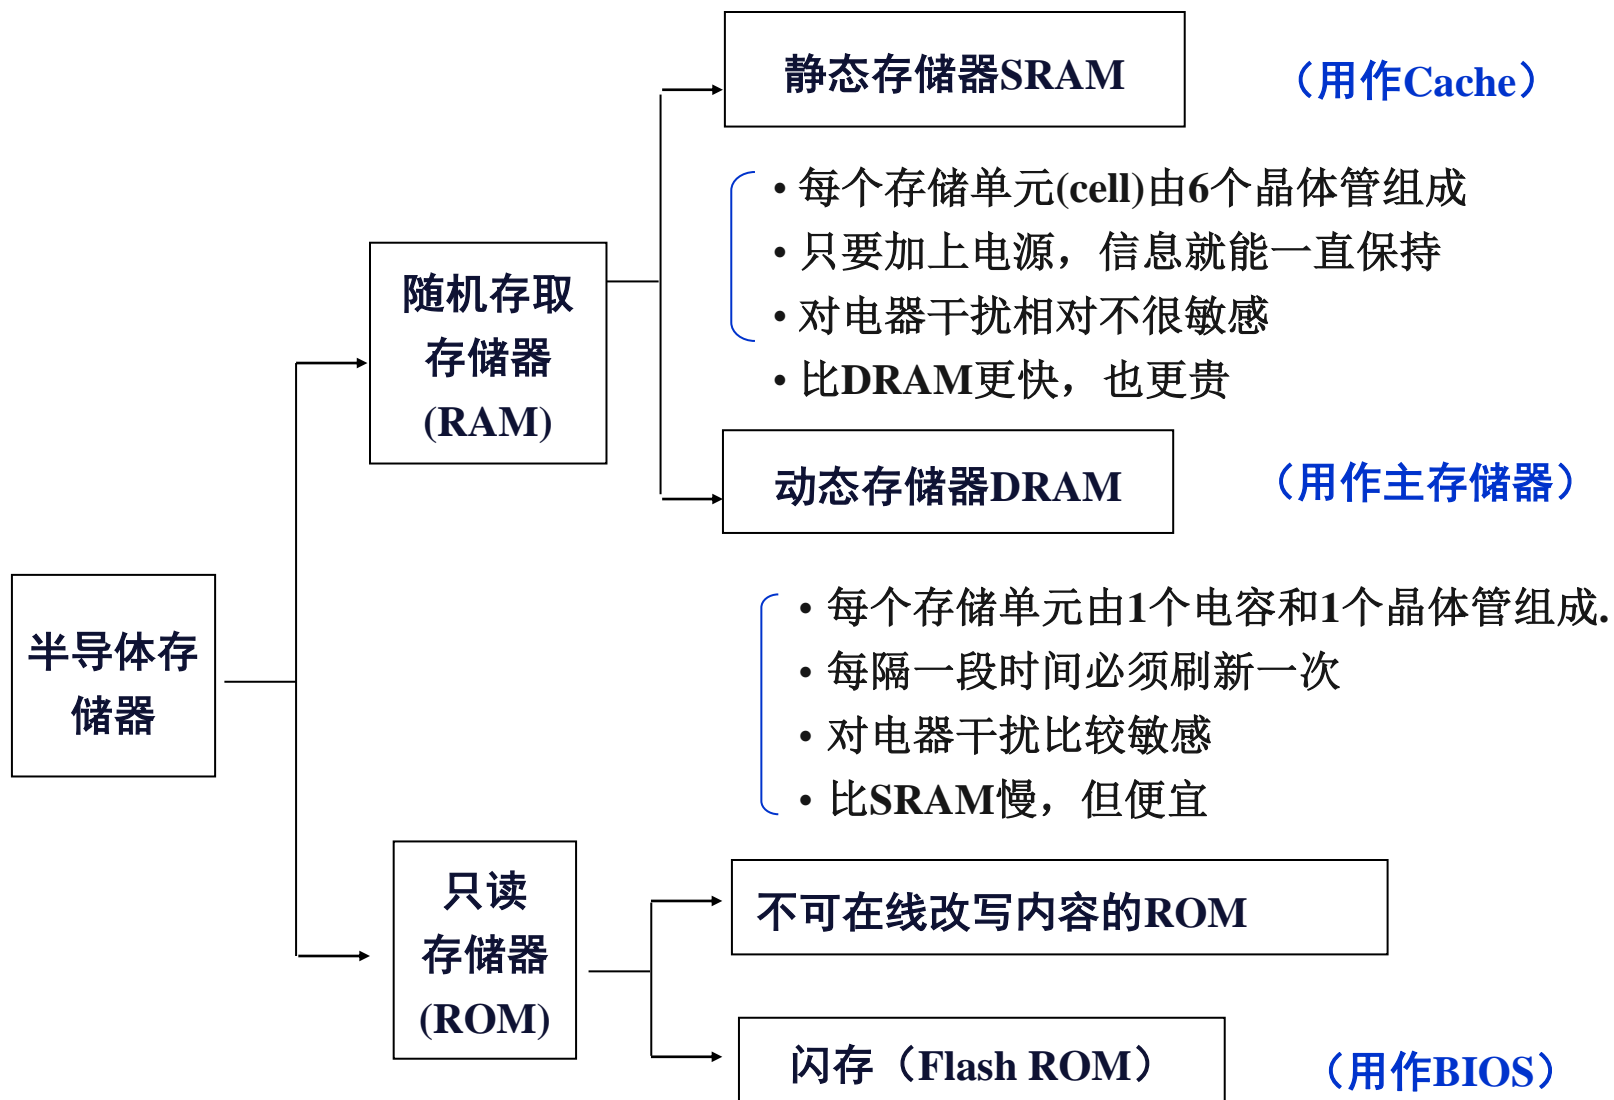 静态存储器SRAM
（用作Cache）
• 每个存储单元(cell)由6个晶体管组成
• 只要加上电源，信息就能一直保持
• 对电器干扰相对不很敏感
• 比DRAM更快，也更贵
随机存取
存储器
(RAM)
动态存储器DRAM
（用作主存储器）
• 每个存储单元由1个电容和1个晶体管组成.
• 每隔一段时间必须刷新一次
• 对电器干扰比较敏感
• 比SRAM慢，但便宜
半导体存
储器
只读
存储器
(ROM)
不可在线改写内容的ROM
闪存（Flash ROM）
（用作BIOS）